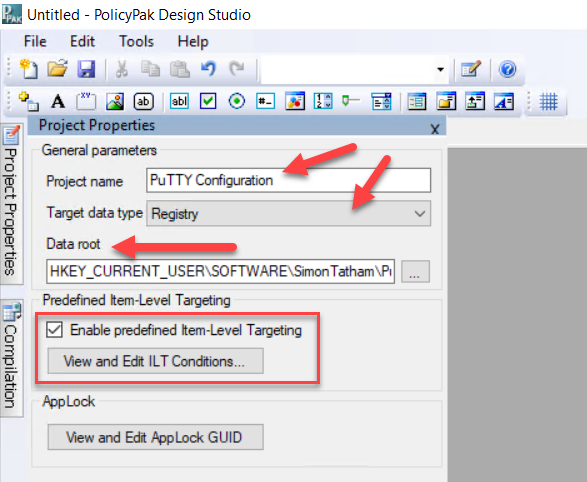 Untitled - PolicyPak Design Studio
File Edit Tools Help
Project Properties x
Project Properties
Compilation
General parameters
Project name PuTTY Configuration
Target data type Registry
Data root
HKEY_CURRENT_USER\SOFTWARE\SimonTatham\P ...
Predefined Item-Level Targeting
Enable predefined Item-Level Targeting
View and Edit ILT Conditions...
AppLock
View and Edit AppLock GUID